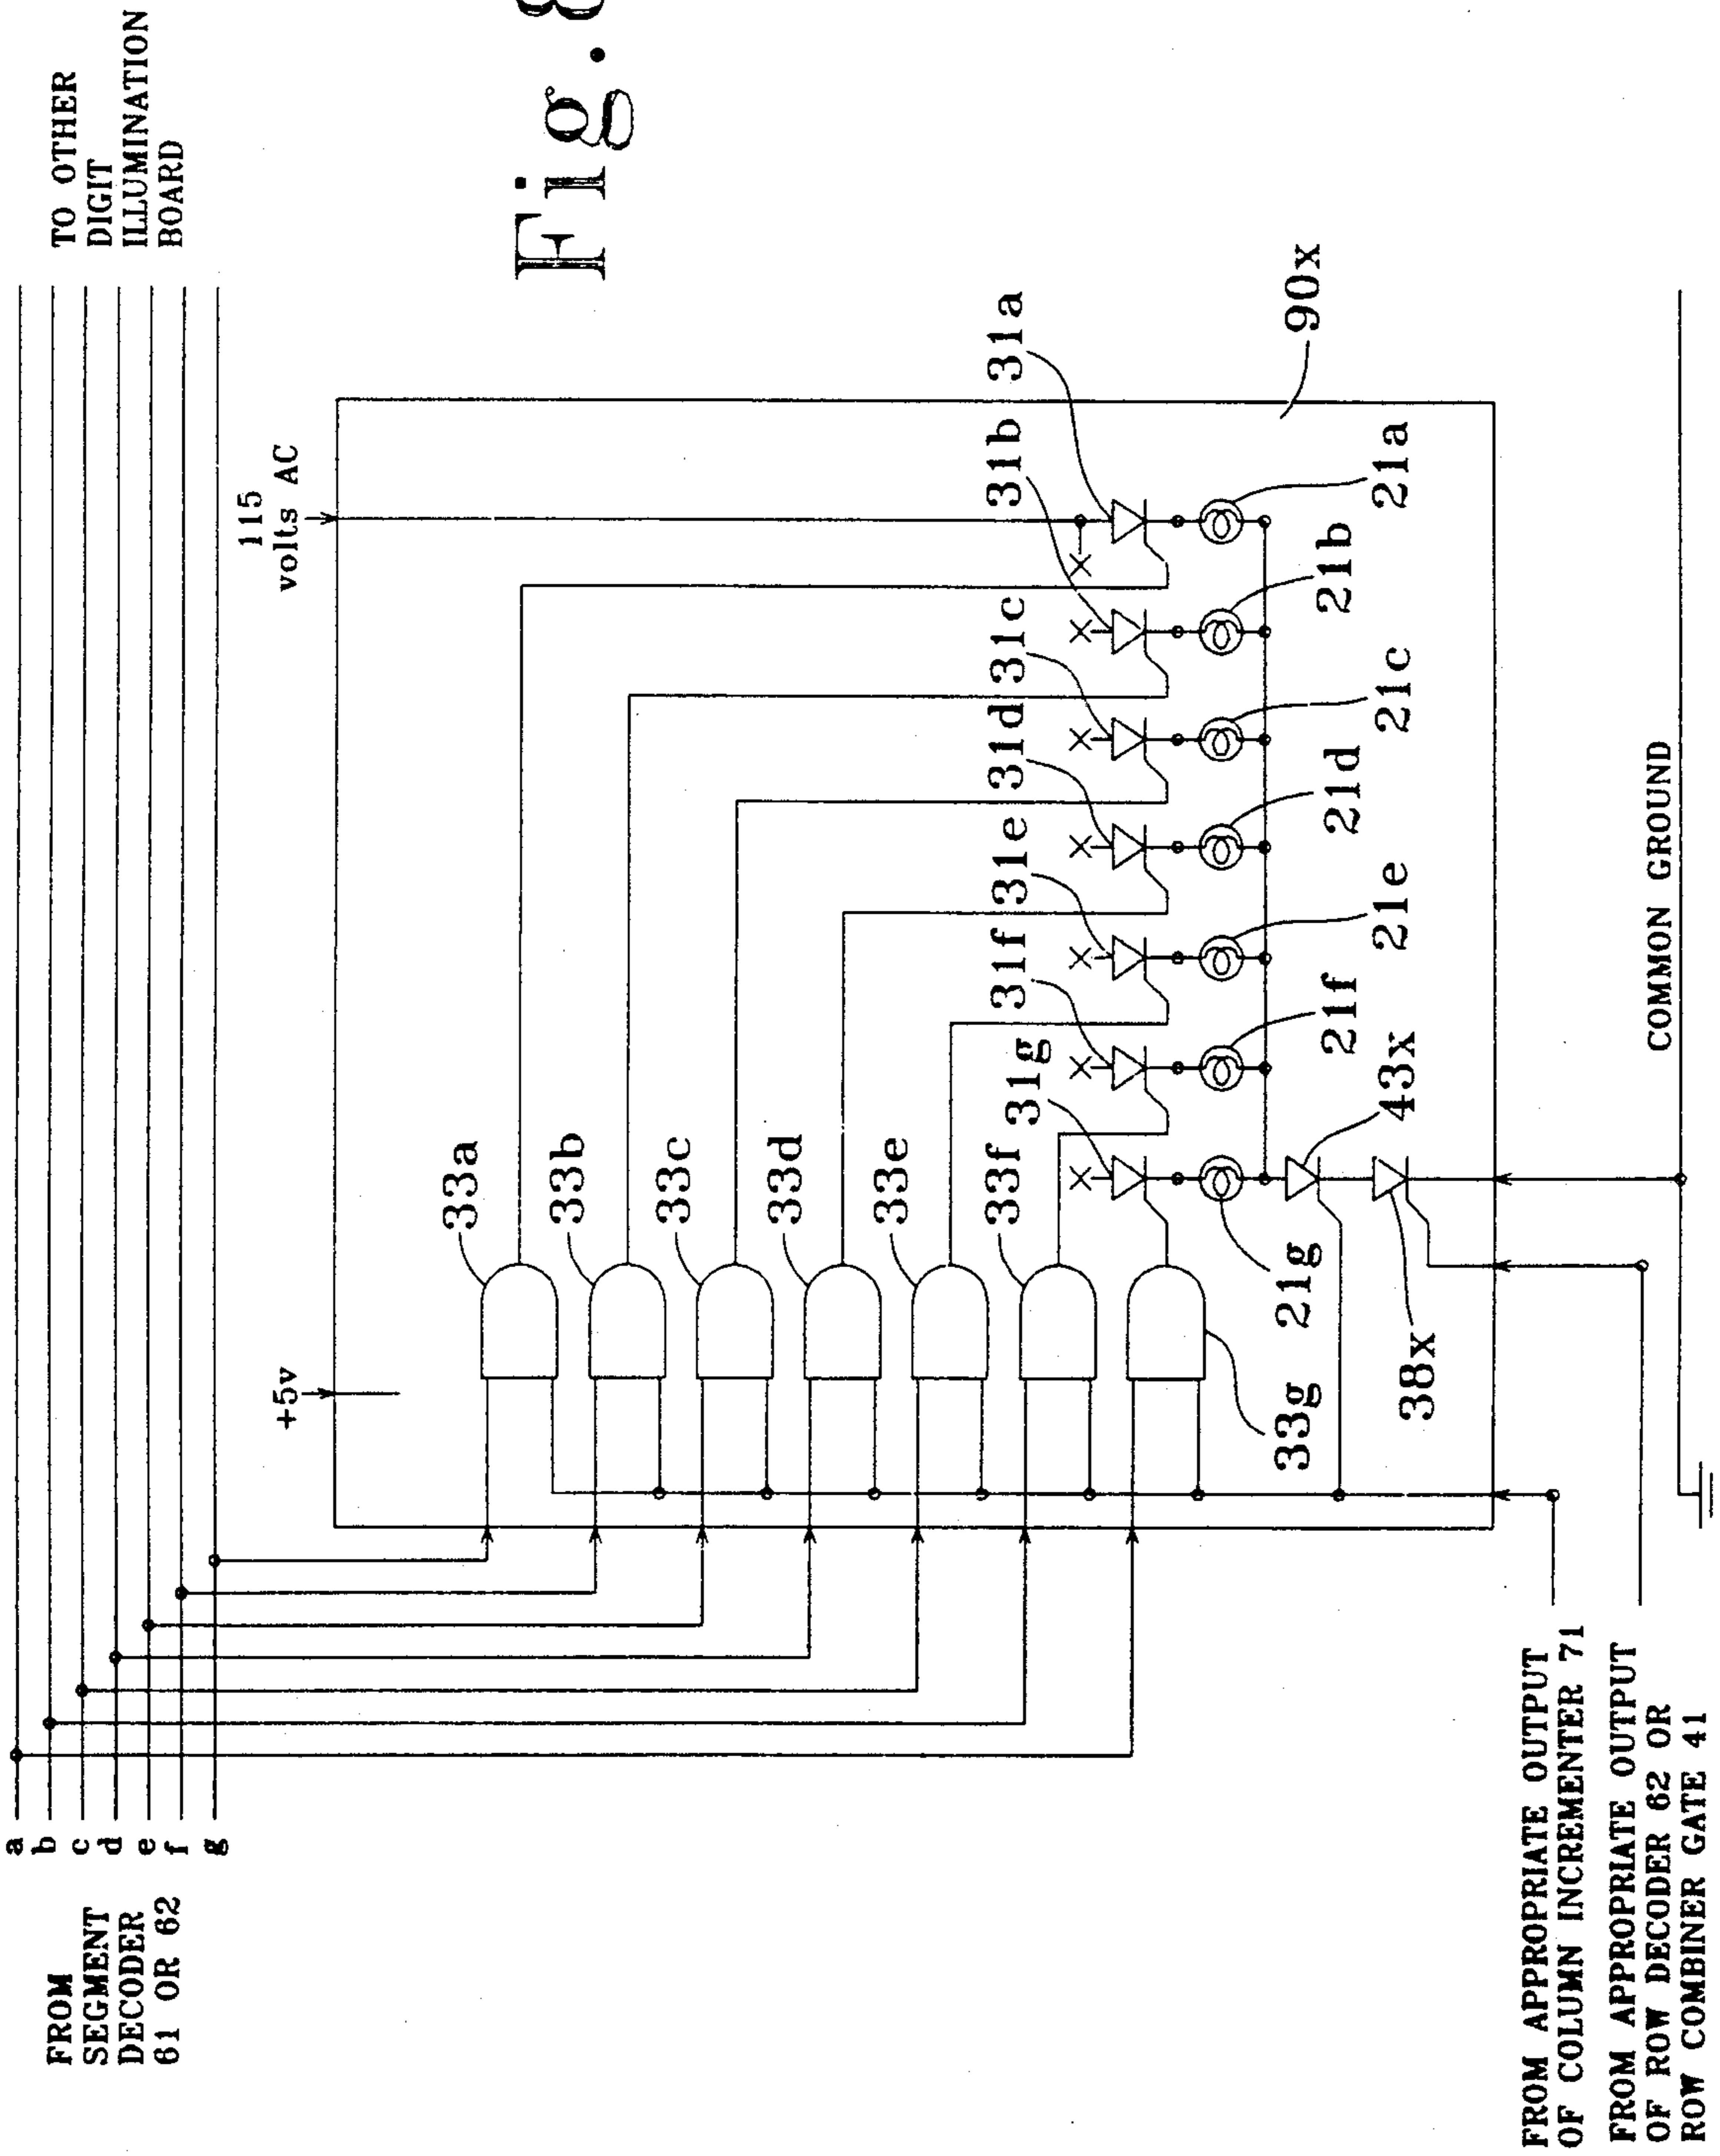 a
b
c
d
e
f
g
FROM
SEGMENT
DECODER
61 OR 62
TO OTHER
DIGIT
ILLUMINATION
BOARD
Fig. 8
+5v
115
volts AC
33a
33b
33c
33d
33e
33f
33g
31a
31b
31c
31d
31e
31f
31g
21a
21b
21c
21d
21e
21f
21g
43x
38x
90x
COMMON GROUND
FROM APPROPRIATE OUTPUT
OF COLUMN INCREMENTER 71
FROM APPROPRIATE OUTPUT
OF ROW DECODER 62 OR
ROW COMBINER GATE 41